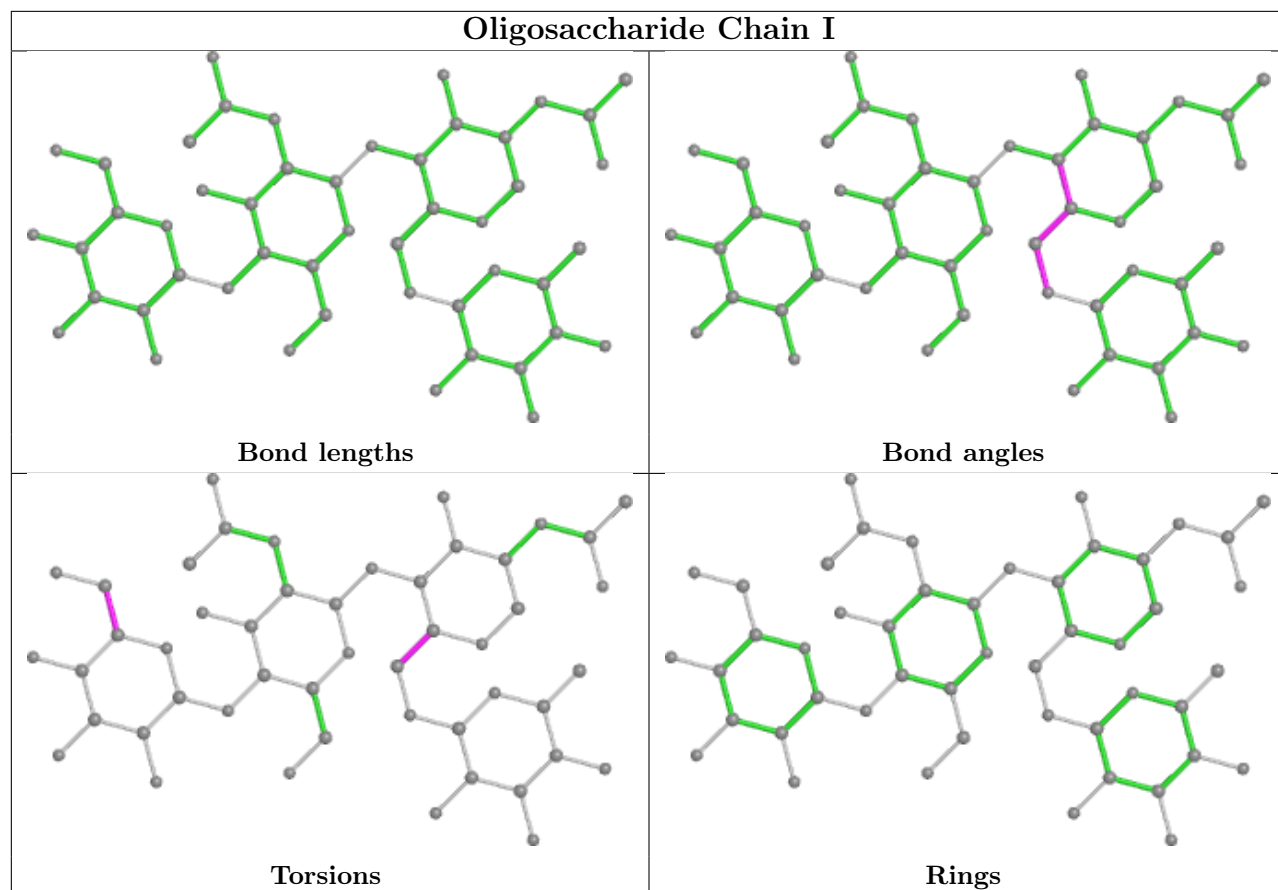 Oligosaccharide Chain I
Bond lengths
Bond angles
Torsions
Rings